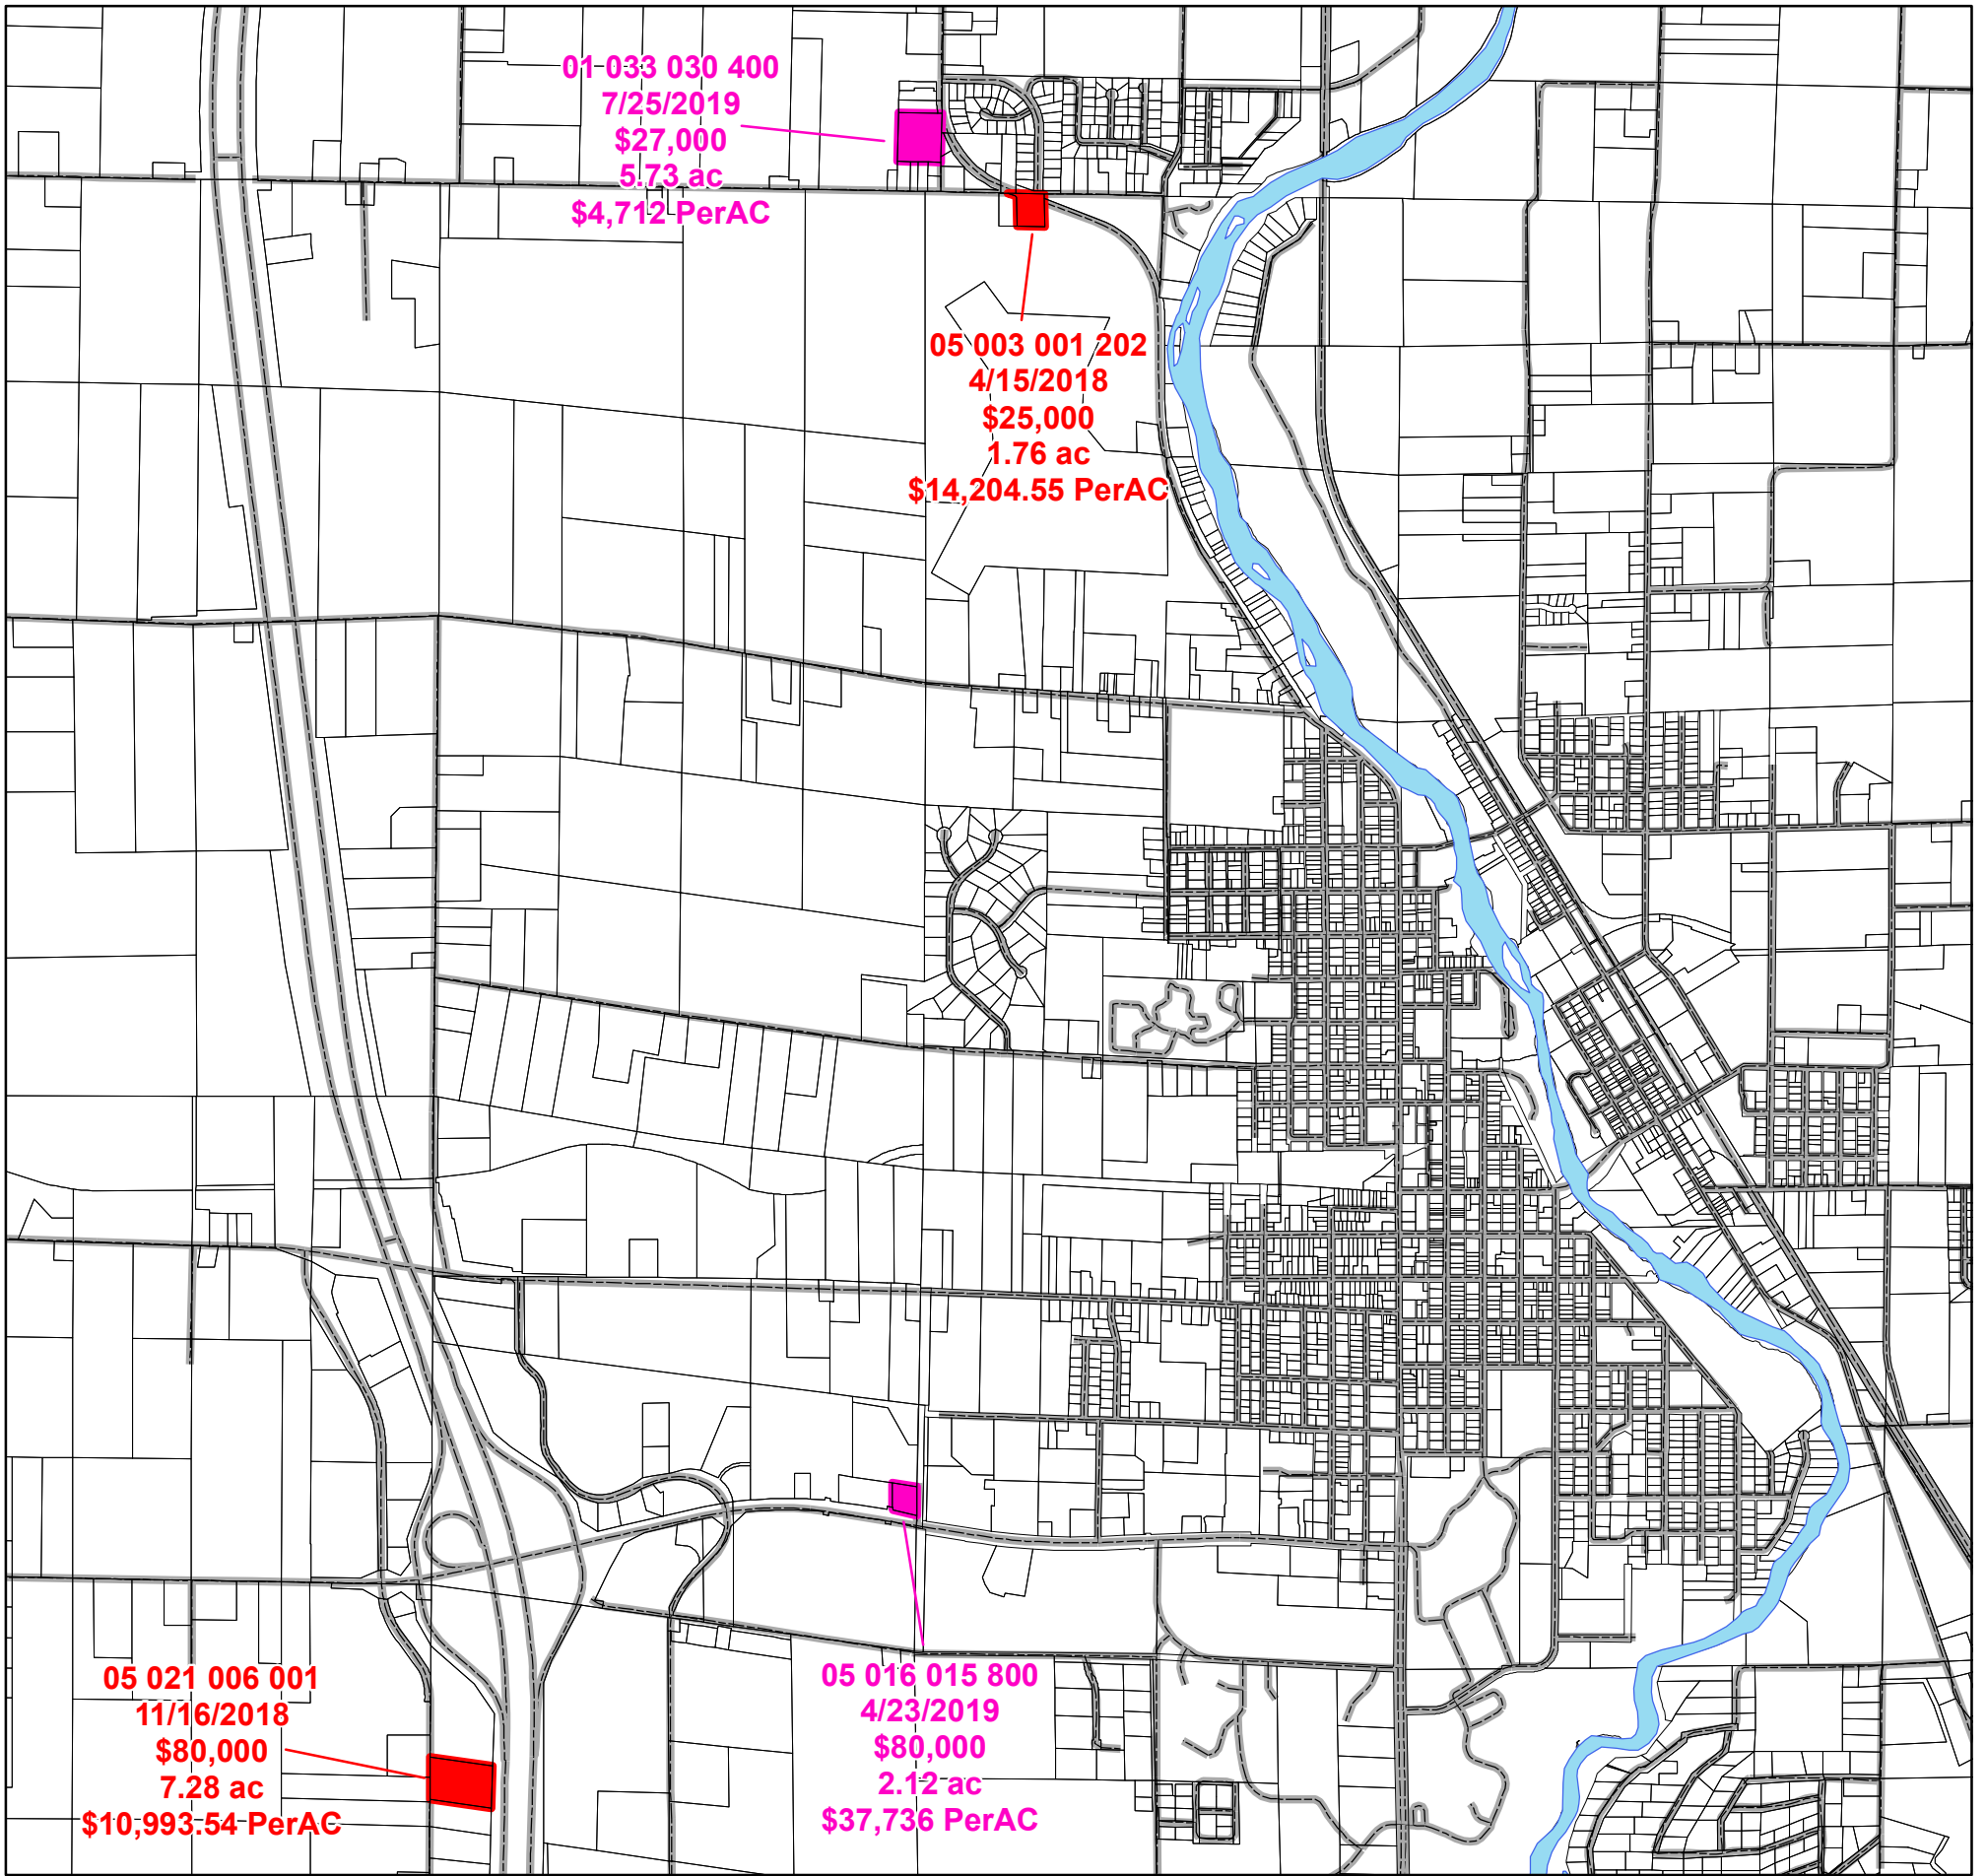 01 033 030 400
7/25/2019
$27,000
5.73 ac
$4,712 PerAC
05 003 001 202
4/15/2018
$25,000
1.76 ac
$14,204.55 PerAC
05 021 006 001
11/16/2018
$80,000
7.28 ac
$10,993.54 PerAC
05 016 015 800
4/23/2019
$80,000
2.12 ac
$37,736 PerAC